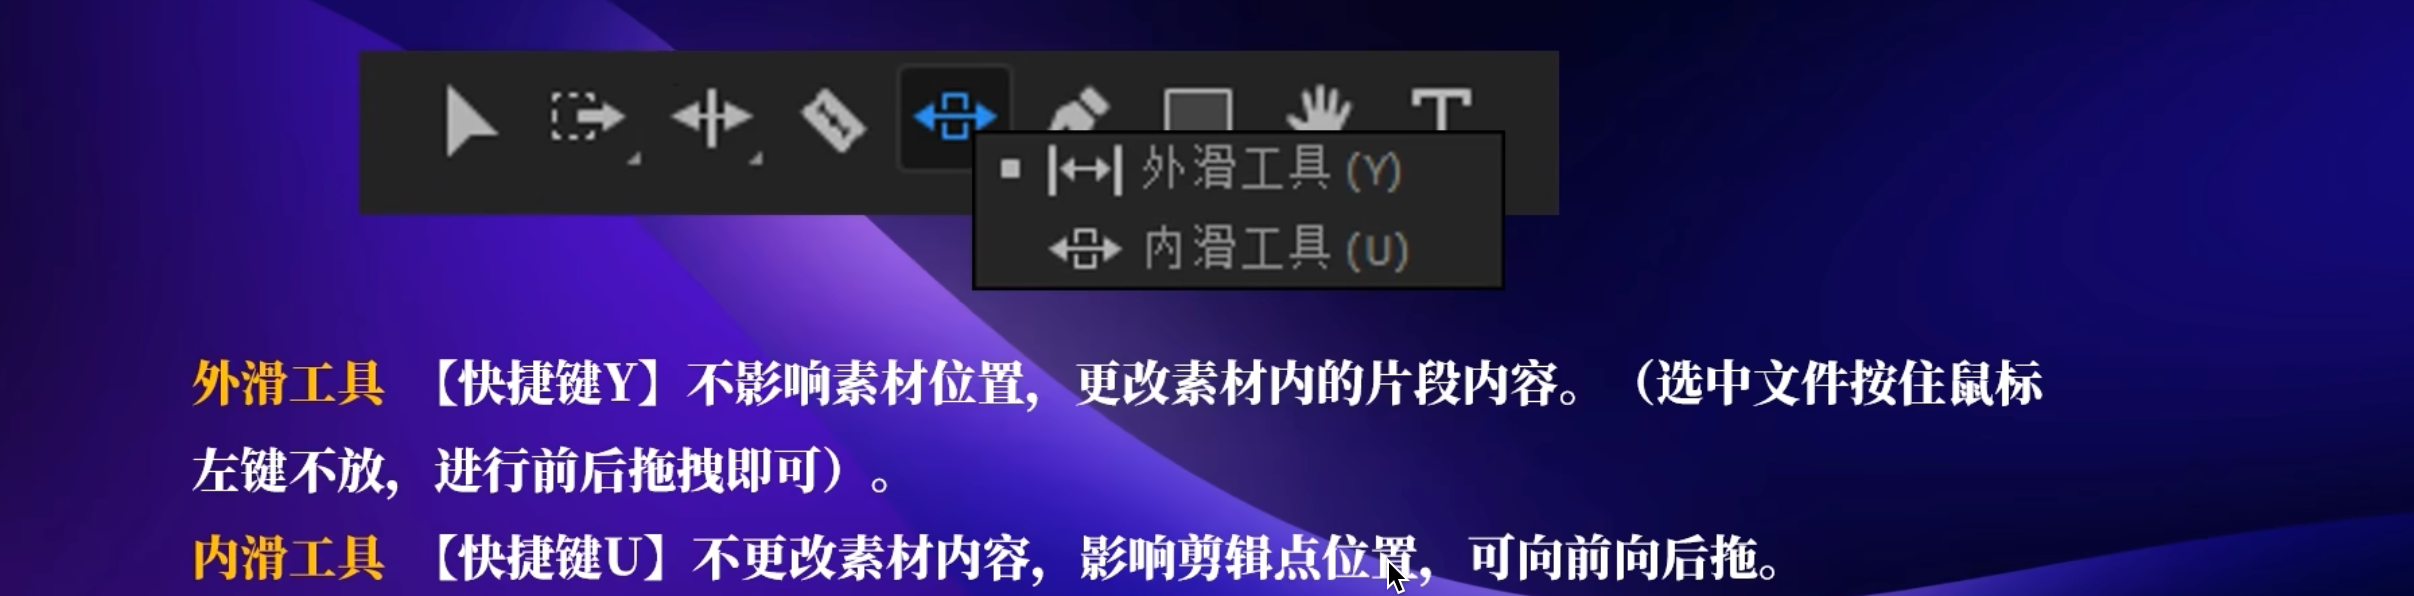 T
外滑工具 (Y)
内滑工具 (U)
外滑工具 【快捷键Y】不影响素材位置，更改素材内的片段内容。（选中文件按住鼠标
左键不放，进行前后拖拽即可）。
内滑工具 【快捷键U】不更改素材内容，影响剪辑点位置，可向前向后拖。